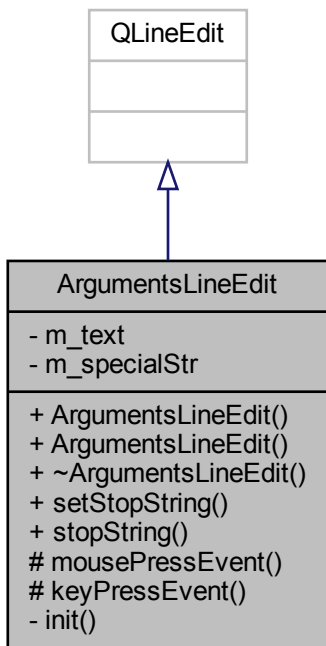 QLineEdit
ArgumentsLineEdit
- m_text
- m_specialStr
+ ArgumentsLineEdit()
+ ArgumentsLineEdit()
+ ~ArgumentsLineEdit()
+ setStopString()
+ stopString()
# mousePressEvent()
# keyPressEvent()
- init()